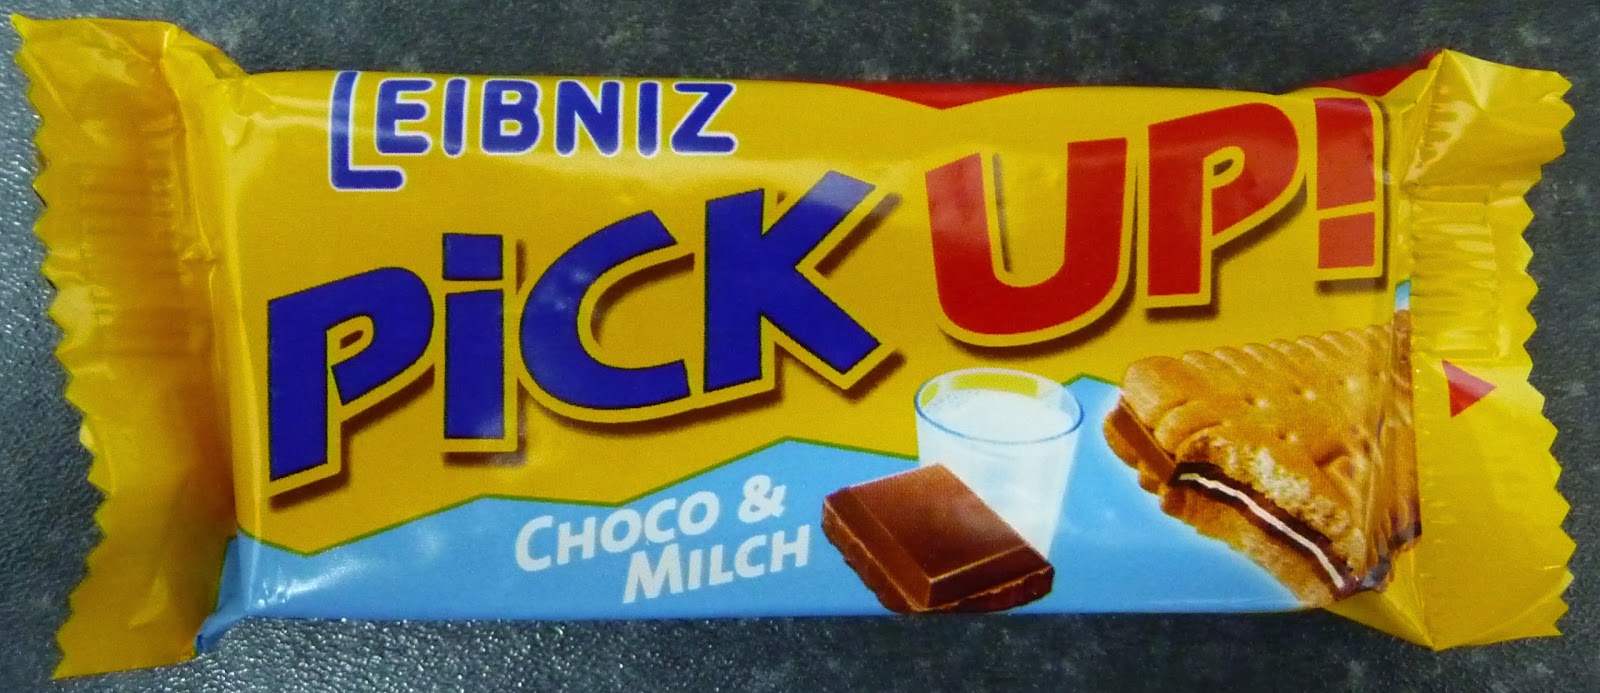 LEIBNIZ
PiCK UP!
CHOCO &
MILCH